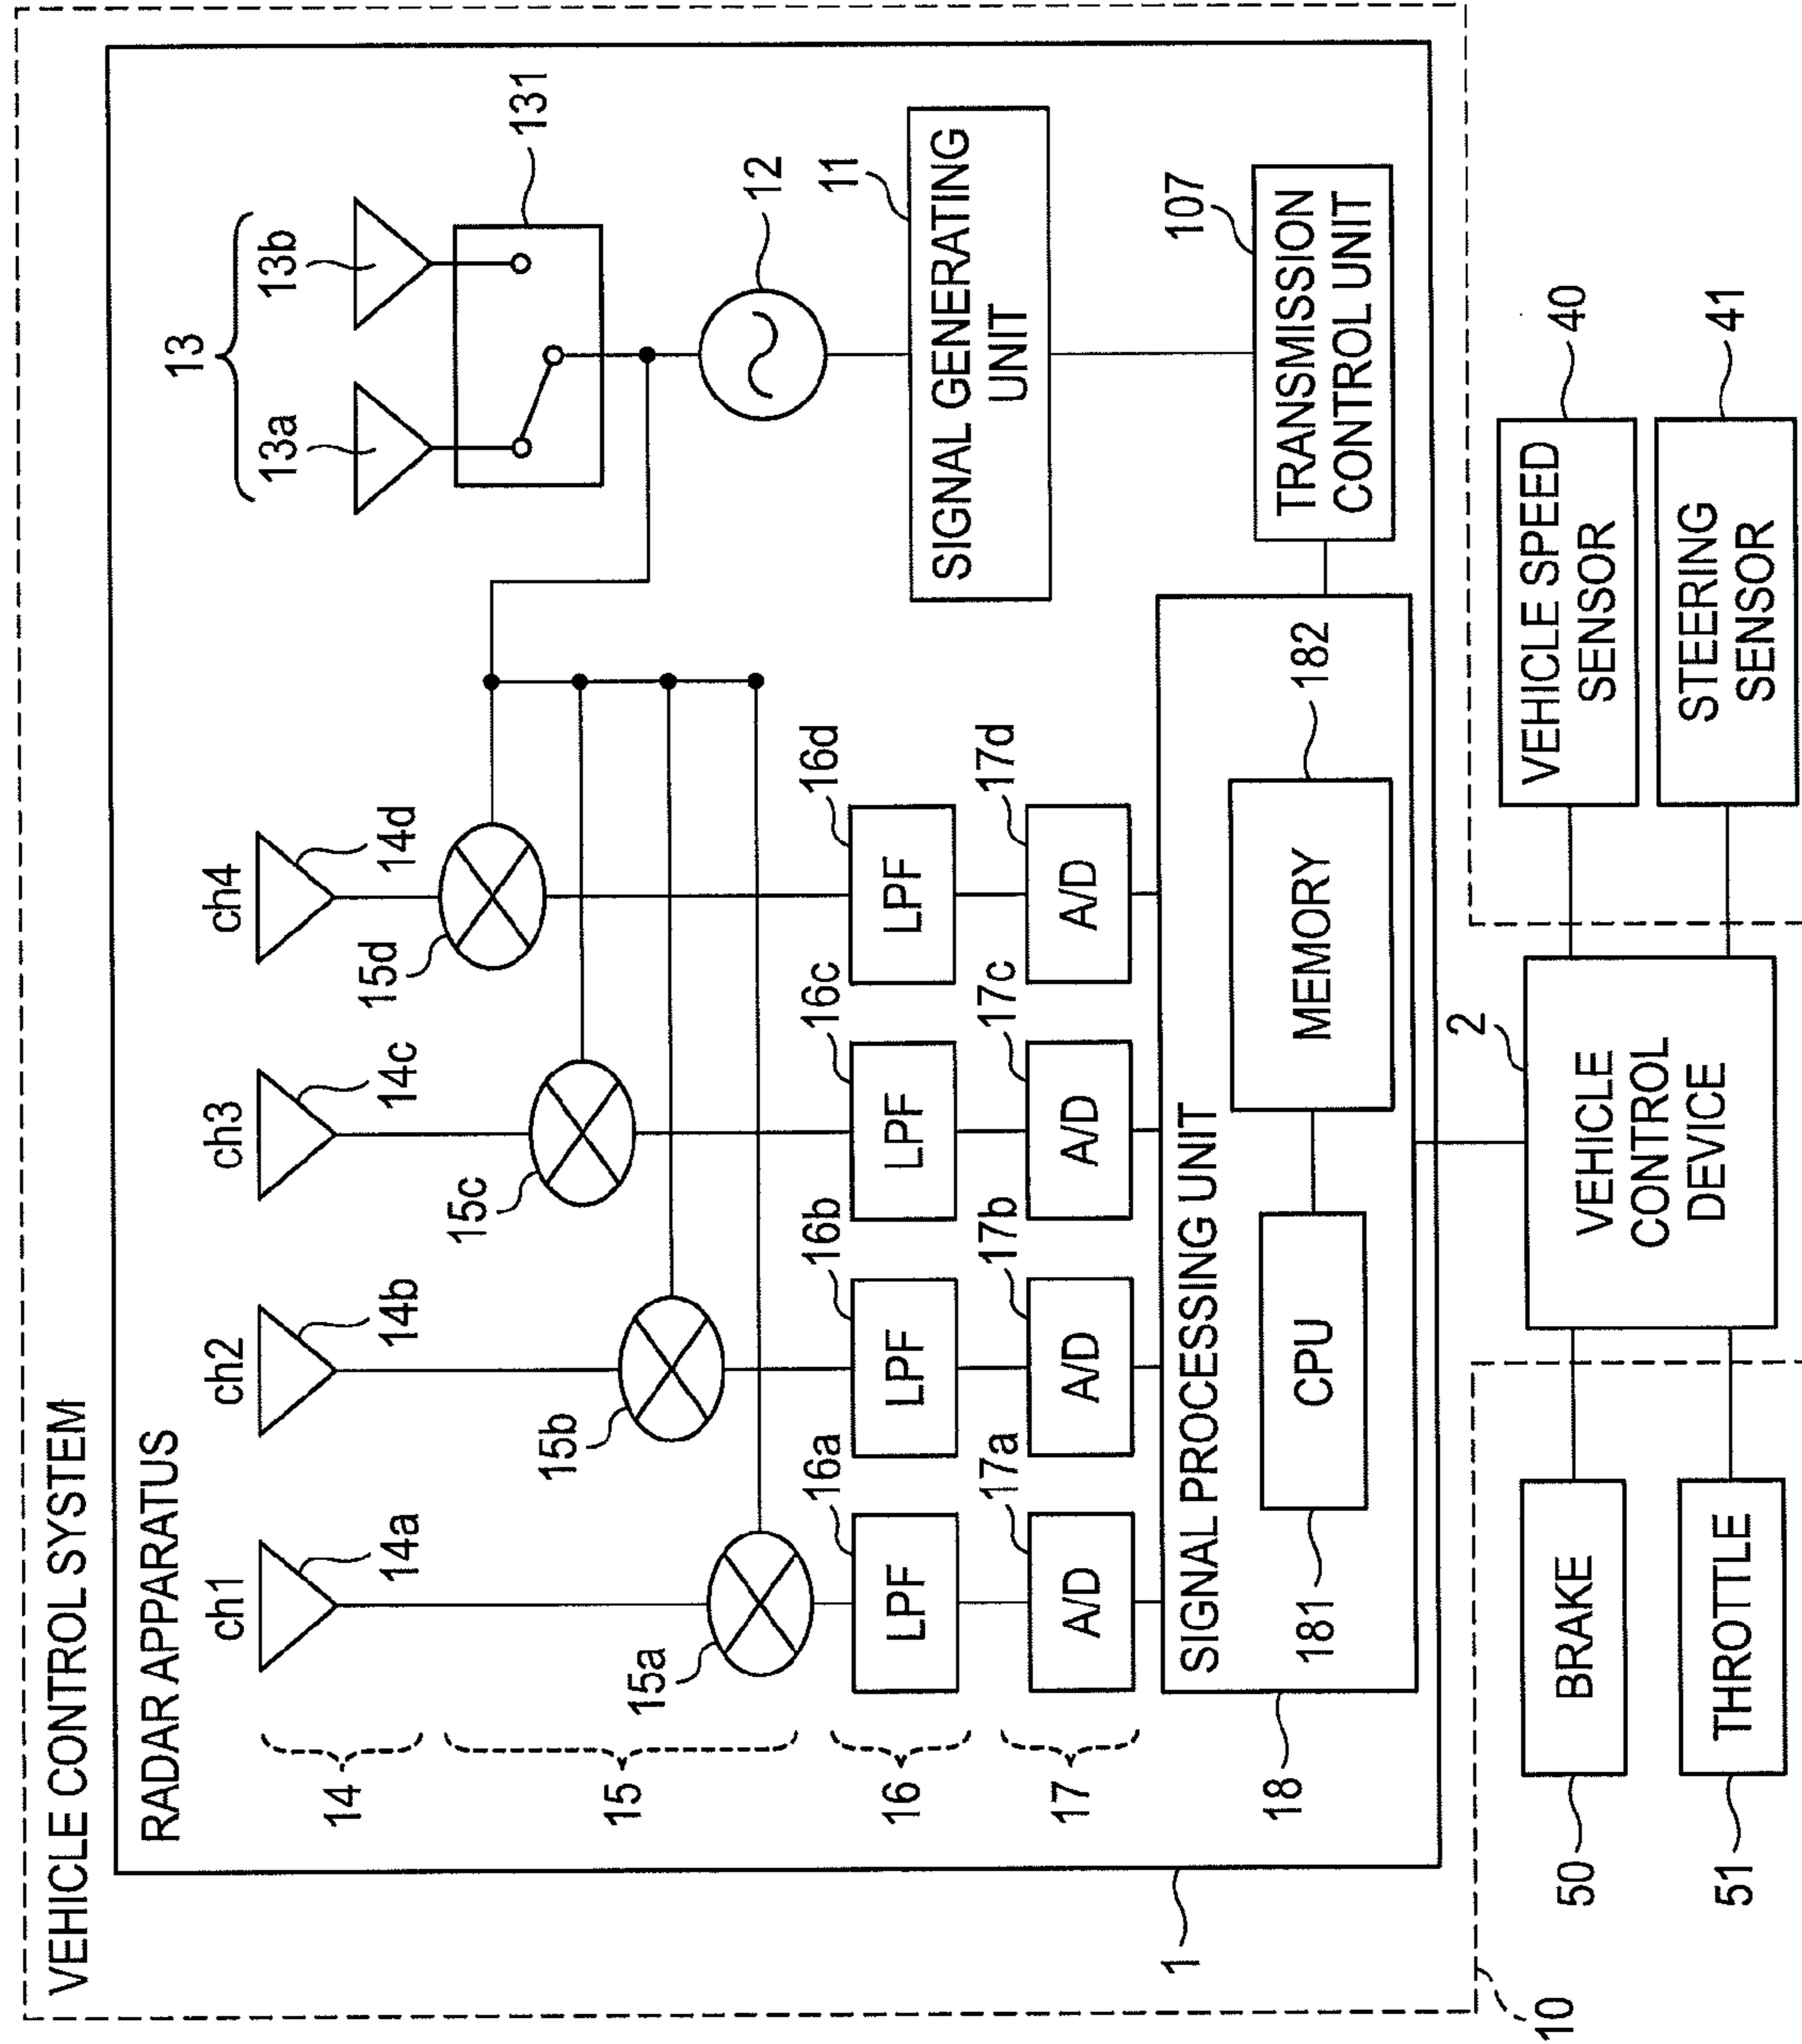 VEHICLE CONTROL SYSTEM
RADAR APPARATUS
ch1
ch2
ch3
ch4
14
14a
14b
14c
14d
13
13a
13b
131
15
15a
15b
15c
15d
12
16
16a
16b
16c
16d
LPF
LPF
LPF
LPF
11
SIGNAL GENERATING
UNIT
17
17a
17b
17c
17d
A/D
A/D
A/D
A/D
107
TRANSMISSION
CONTROL UNIT
18
SIGNAL PROCESSING UNIT
181
CPU
MEMORY
182
1
10
2
VEHICLE
CONTROL
DEVICE
50
BRAKE
51
THROTTLE
VEHICLE SPEED
SENSOR
40
STEERING
SENSOR
41